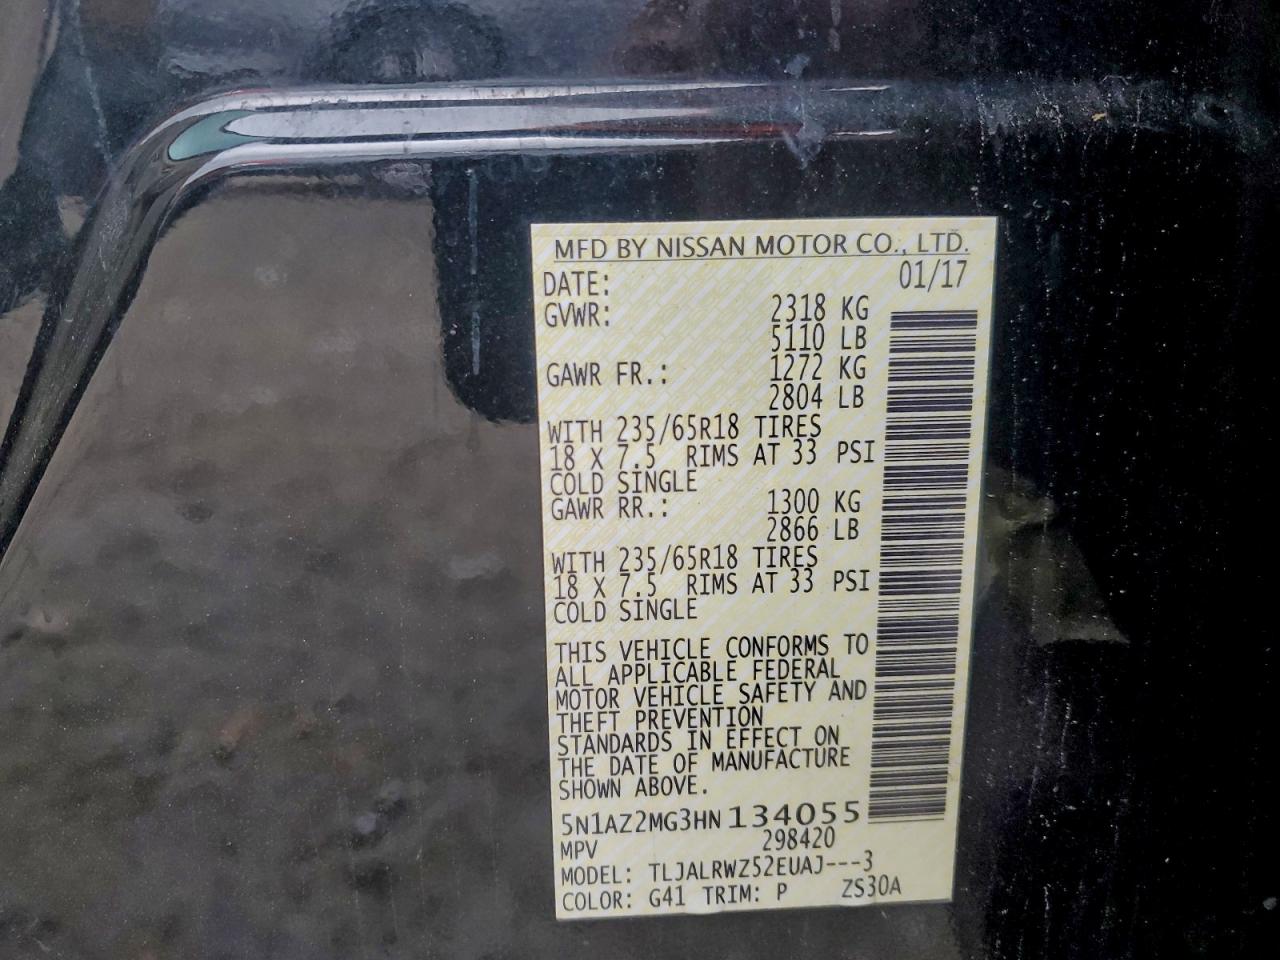 MFD BY NISSAN MOTOR CO., LTD.
DATE: 01/17
GVWR: 2318 KG
5110 LB
GAWR FR.: 1272 KG
2804 LB
WITH 235/65R18 TIRES
18 X 7.5 RIMS AT 33 PSI
COLD SINGLE
GAWR RR.: 1300 KG
2866 LB
WITH 235/65R18 TIRES
18 X 7.5 RIMS AT 33 PSI
COLD SINGLE
THIS VEHICLE CONFORMS TO
ALL APPLICABLE FEDERAL
MOTOR VEHICLE SAFETY AND
THEFT PREVENTION
STANDARDS IN EFFECT ON
THE DATE OF MANUFACTURE
SHOWN ABOVE.
5N1AZ2MG3HN134055
MPV 298420
MODEL: TLJALRWZ52EUAJ---3
COLOR: G41 TRIM: P ZS30A